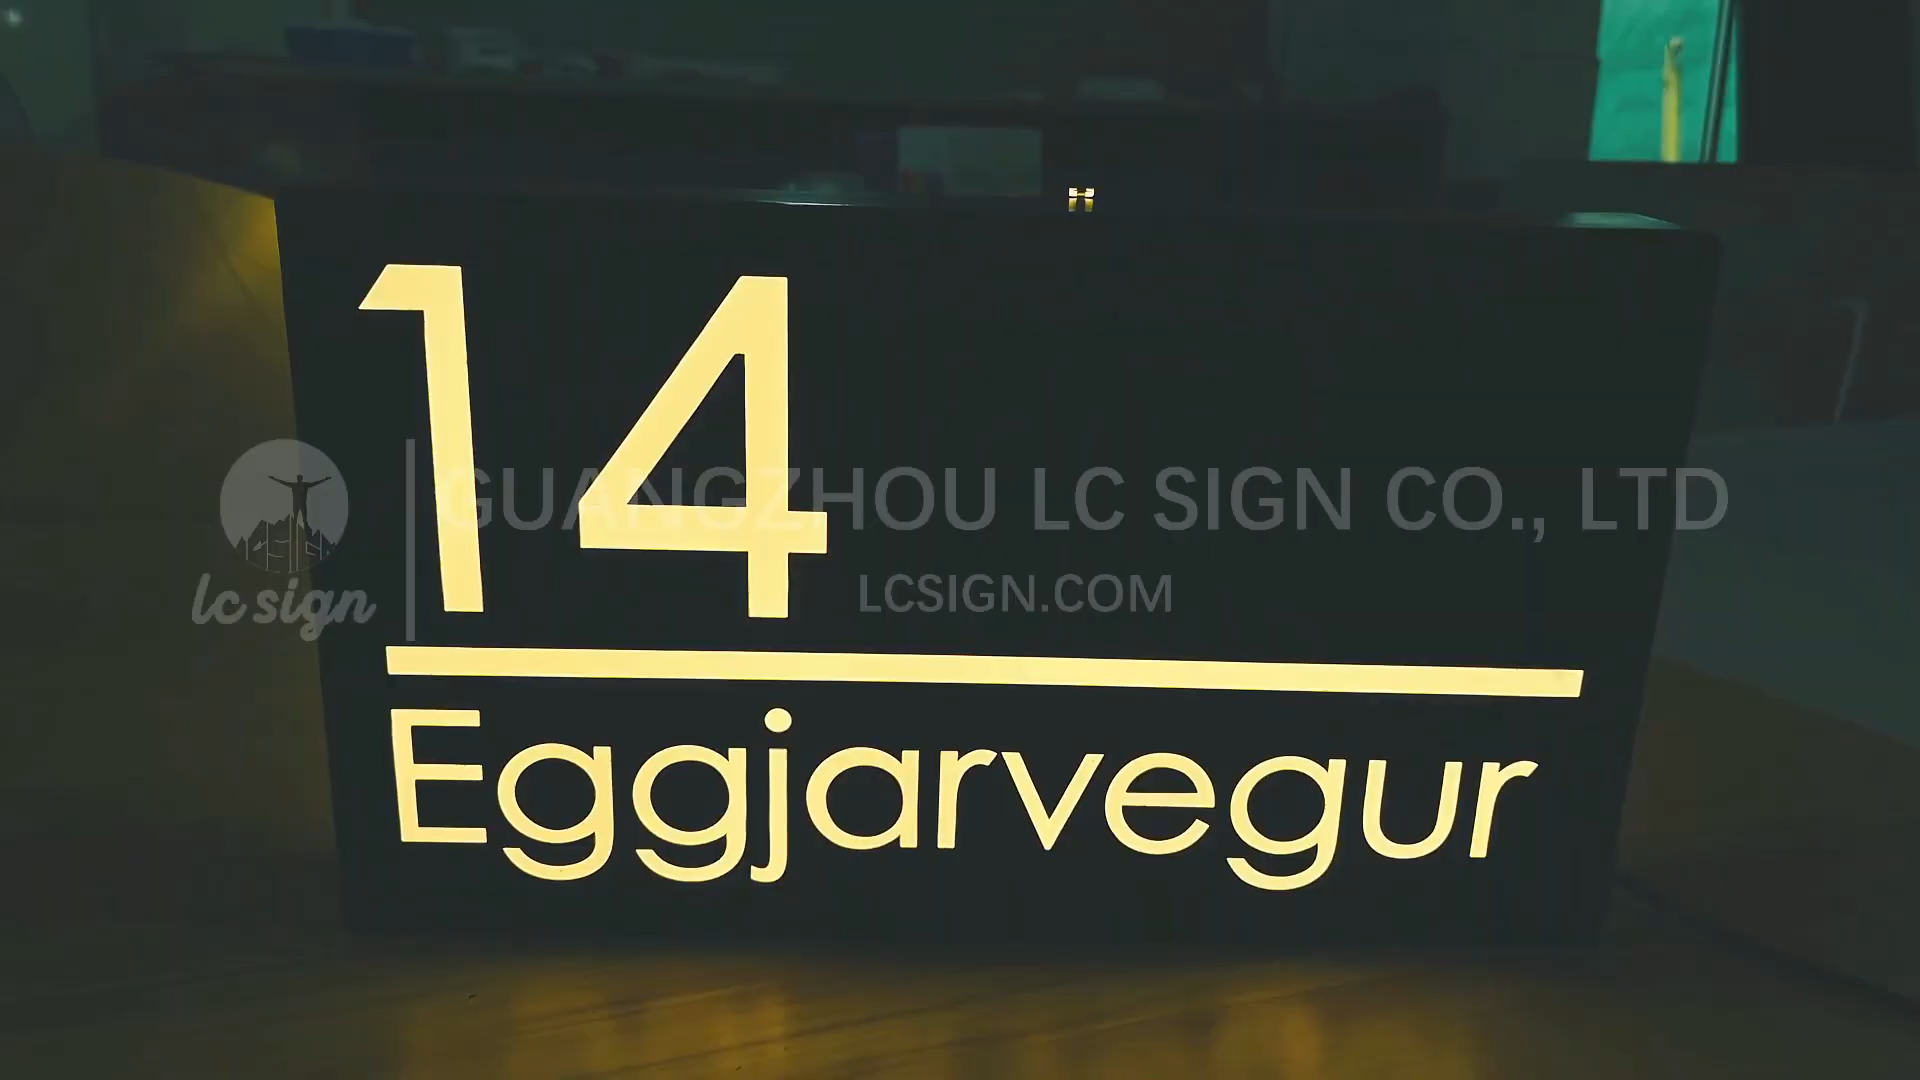 14
GUANGZHOU LC SIGN CO., LTD
lc sign
LCSIGN.COM
Eggjarvegur